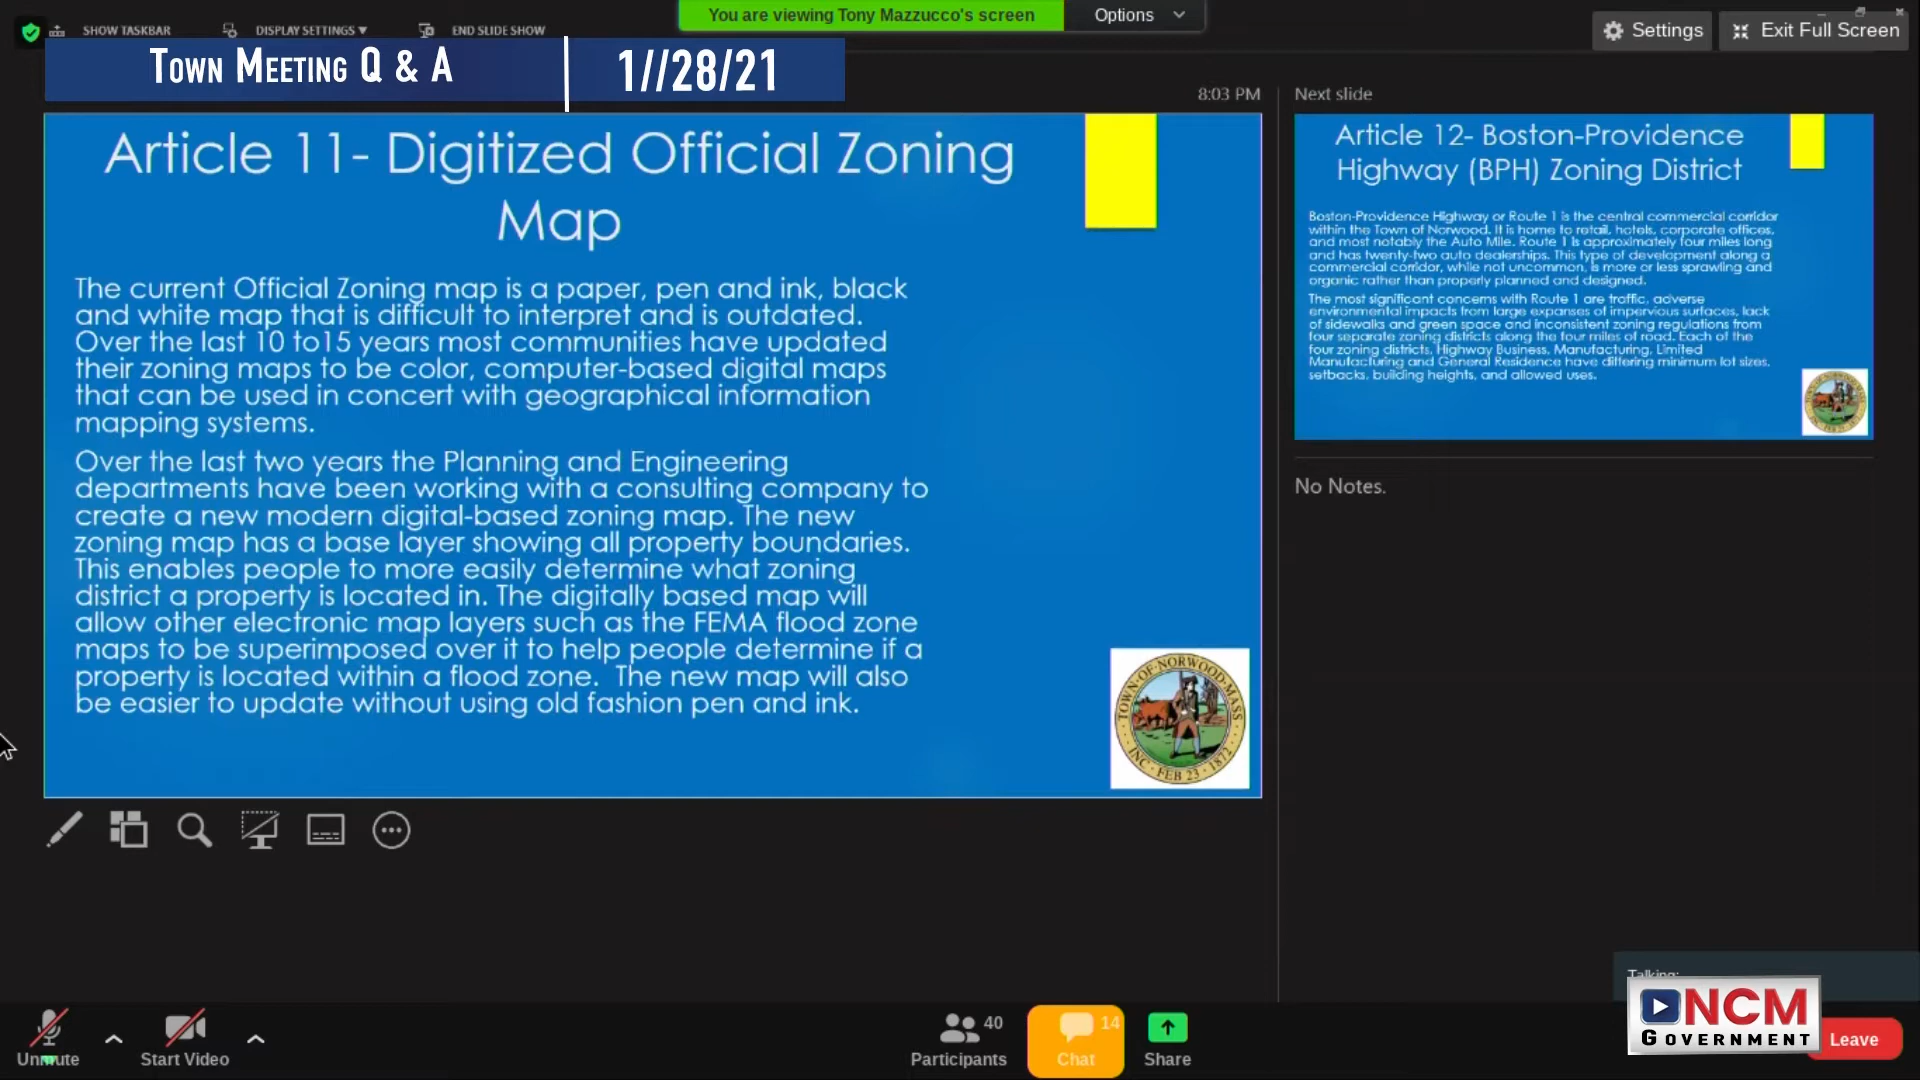 You are viewing Tony Mazzucco's screen
Options
Settings
Exit Full Screen
SHOW TASKBAR
DISPLAY SETTINGS
END SLIDE SHOW
Town Meeting Q & A
1//28/21
8:03 PM
Next slide
Article 11- Digitized Official Zoning
Map
The current Official Zoning map is a paper, pen and ink, black
and white map that is difficult to interpret and is outdated.
Over the last 10 to15 years most communities have updated
their zoning maps to be color, computer-based digital maps
that can be used in concert with geographical information
mapping systems.
Over the last two years the Planning and Engineering
departments have been working with a consulting company to
create a new modern digital-based zoning map. The new
zoning map has a base layer showing all property boundaries.
This enables people to more easily determine what zoning
district a property is located in. The digitally based map will
allow other electronic map layers such as the FEMA flood zone
maps to be superimposed over it to help people determine if a
property is located within a flood zone.  The new map will also
be easier to update without using old fashion pen and ink.
TOWN·OF·NORWOOD·MASS
INC·FEB 23·1872
Article 12- Boston-Providence
Highway (BPH) Zoning District
Boston-Providence Highway or Route 1 is the central commercial corridor
within the Town of Norwood. It is home to retail, hotels, corporate offices,
and most notably the Auto Mile. Route 1 is approximately four miles long
and has twenty-two auto dealerships. This type of development along a
commercial corridor, while not uncommon, is more or less sprawling and
organic rather than properly planned and designed.
The most significant concerns with Route 1 are traffic, adverse
environmental impacts from large expanses of impervious surfaces, lack
of sidewalks and green space and inconsistent zoning regulations from
four separate zoning districts along the four miles of road. Each of the
four zoning districts, Highway Business, Manufacturing, Limited
Manufacturing and General Residence have differing minimum lot sizes,
setbacks, building heights, and allowed uses.
No Notes.
Talking:
NCM
Government
Unmute
Start Video
40
Participants
14
Chat
Share
Leave